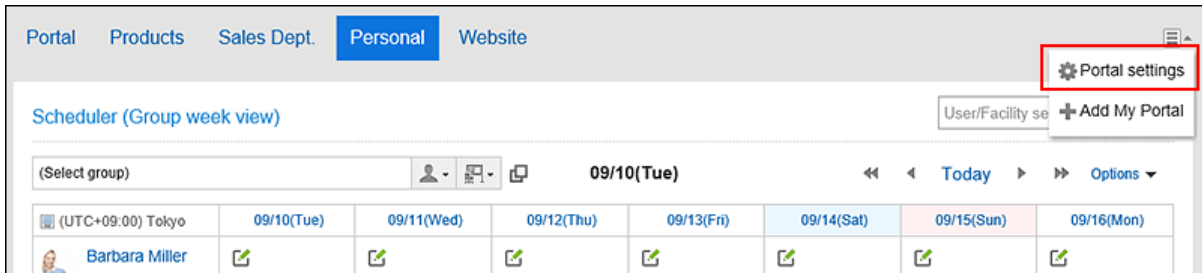 Portal Products Sales Dept. Personal Website
Portal settings
Add My Portal
Scheduler (Group week view)
User/Facility se
(Select group) 09/10(Tue) Today Options
(UTC+09:00) Tokyo 09/10(Tue) 09/11(Wed) 09/12(Thu) 09/13(Fri) 09/14(Sat) 09/15(Sun) 09/16(Mon)
Barbara Miller